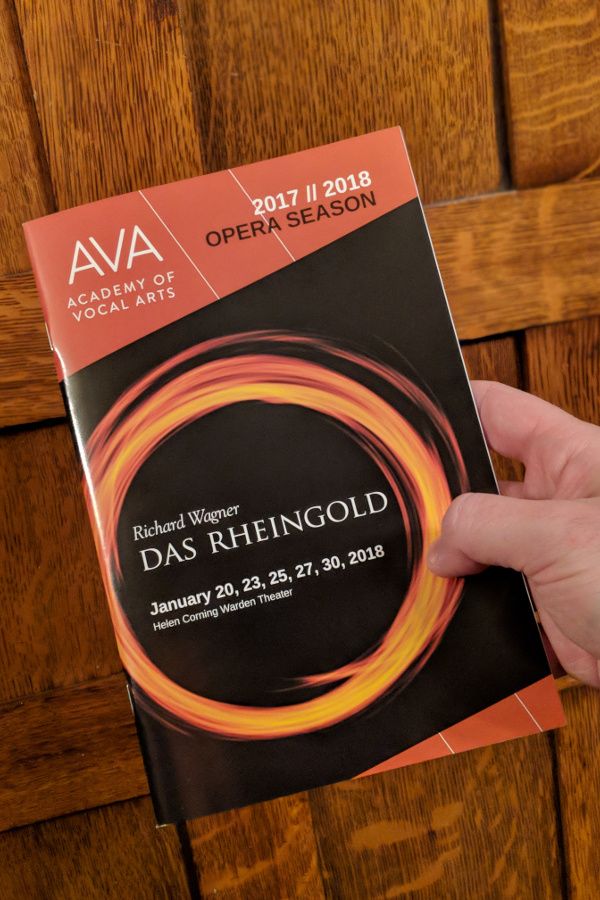 AVA
ACADEMY OF
VOCAL ARTS
2017 // 2018
OPERA SEASON
Richard Wagner
DAS RHEINGOLD
January 20, 23, 25, 27, 30, 2018
Helen Corning Warden Theater